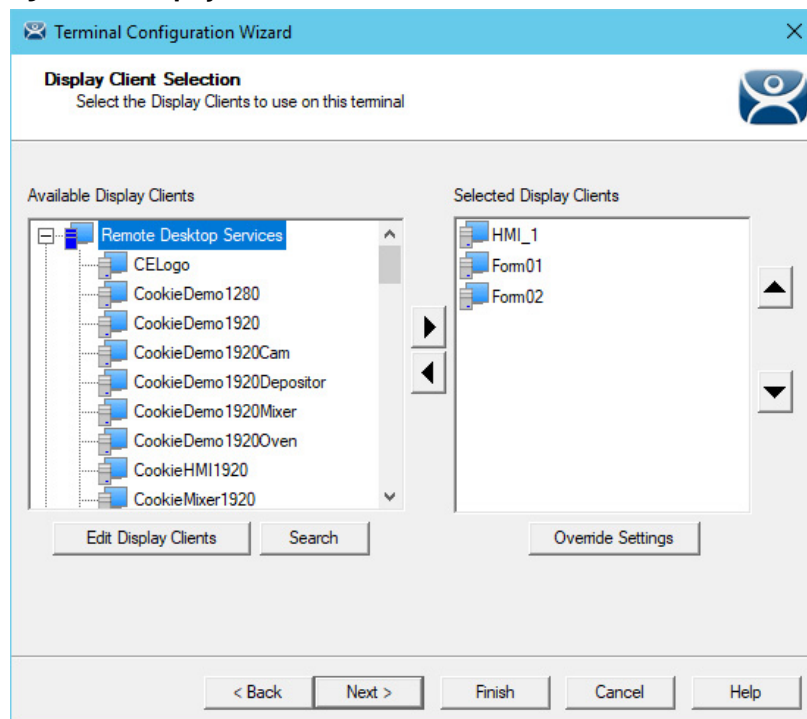 Terminal Configuration Wizard
Display Client Selection
Select the Display Clients to use on this terminal
Available Display Clients
Selected Display Clients
Remote Desktop Services
CELogo
CookieDemo1280
CookieDemo1920
CookieDemo1920Cam
CookieDemo1920Depositor
CookieDemo1920Mixer
CookieDemo1920Oven
CookieHMI1920
CookieMixer1920
HMI_1
Form01
Form02
Edit Display Clients
Search
Override Settings
< Back
Next >
Finish
Cancel
Help